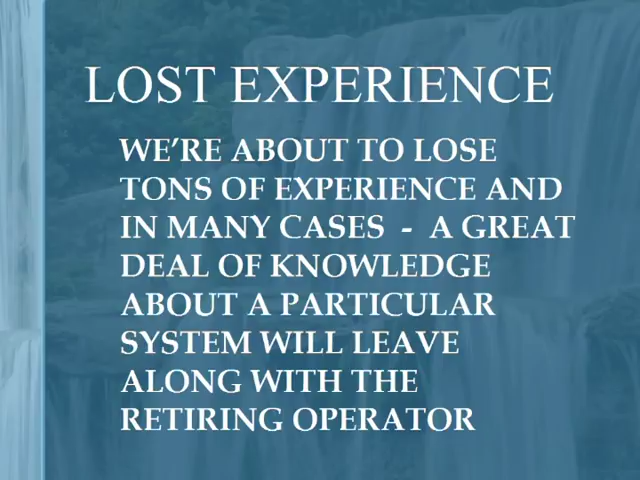 LOST EXPERIENCE
WE’RE ABOUT TO LOSE
TONS OF EXPERIENCE AND
IN MANY CASES - A GREAT
DEAL OF KNOWLEDGE
ABOUT A PARTICULAR
SYSTEM WILL LEAVE
ALONG WITH THE
RETIRING OPERATOR